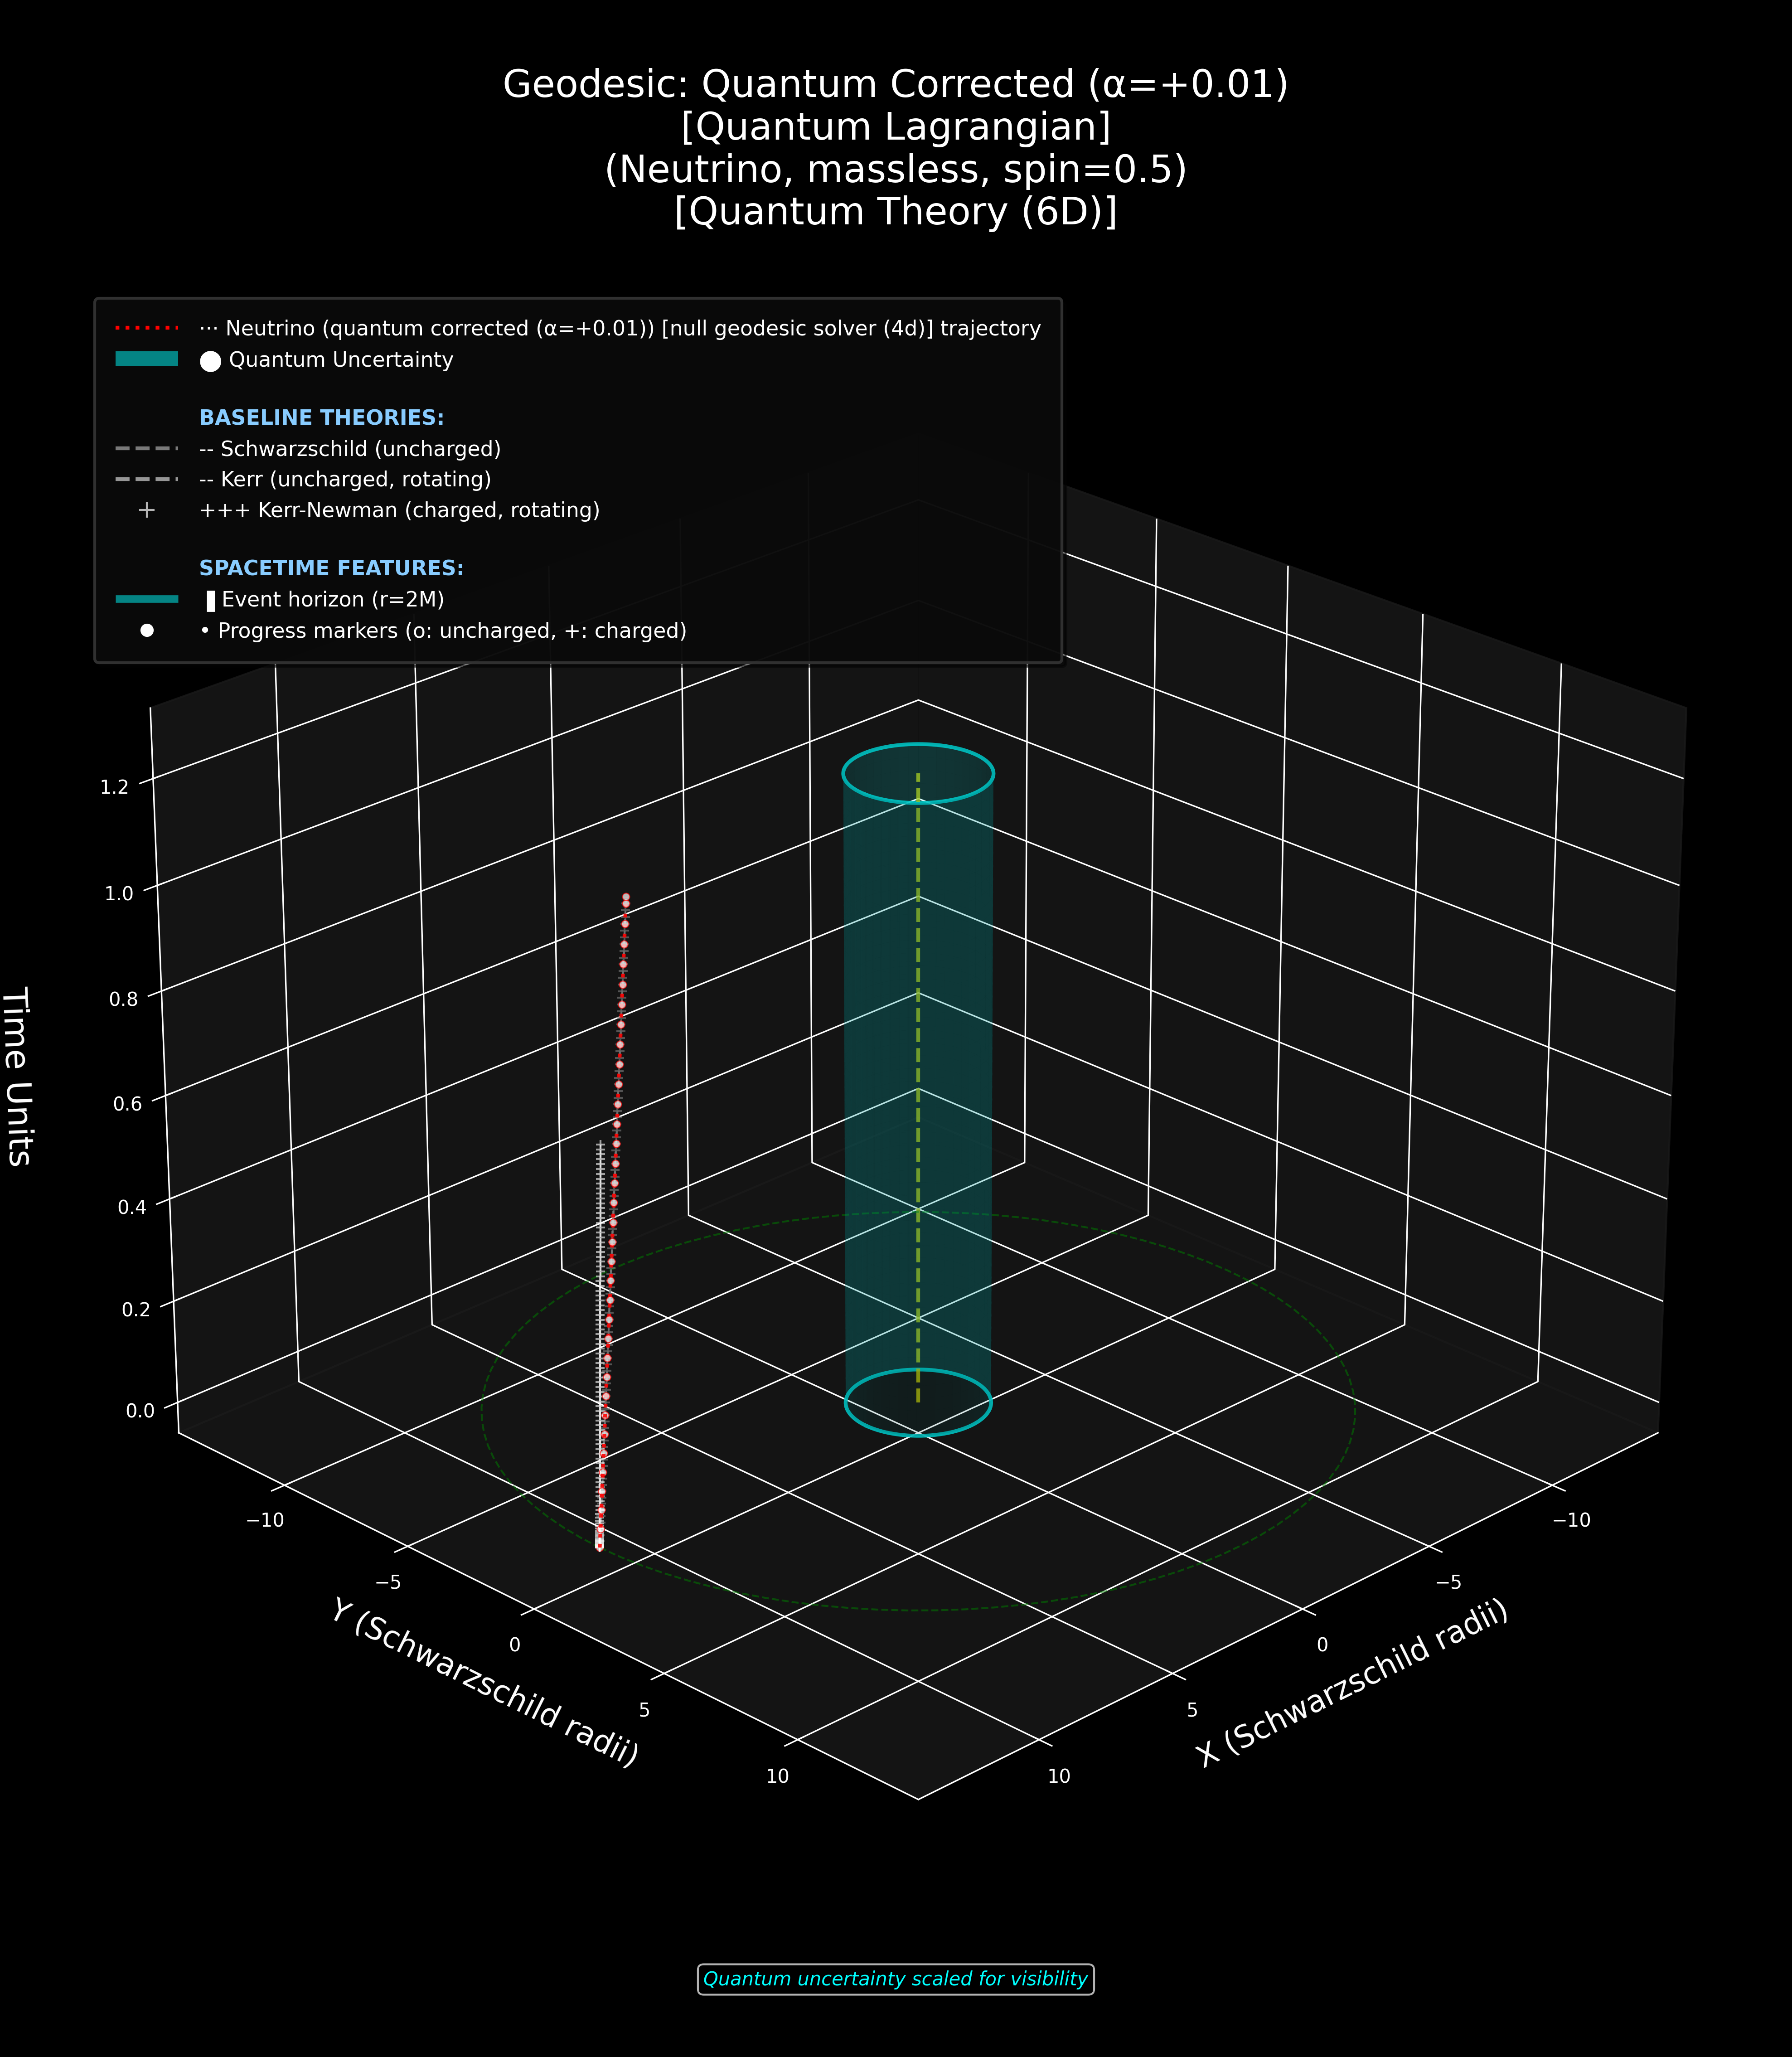 Geodesic: Quantum Corrected (α=+0.01)
[Quantum Lagrangian]
(Neutrino, massless, spin=0.5)
[Quantum Theory (6D)]
··· Neutrino (quantum corrected (α=+0.01)) [null geodesic solver (4d)] trajectory
⬤ Quantum Uncertainty
BASELINE THEORIES:
-- Schwarzschild (uncharged)
-- Kerr (uncharged, rotating)
+++ Kerr-Newman (charged, rotating)
SPACETIME FEATURES:
▐ Event horizon (r=2M)
• Progress markers (o: uncharged, +: charged)
1.2
1.0
0.8
0.6
0.4
0.2
0.0
Time Units
−10
−5
0
5
10
Y (Schwarzschild radii)
−10
−5
0
5
10
X (Schwarzschild radii)
Quantum uncertainty scaled for visibility